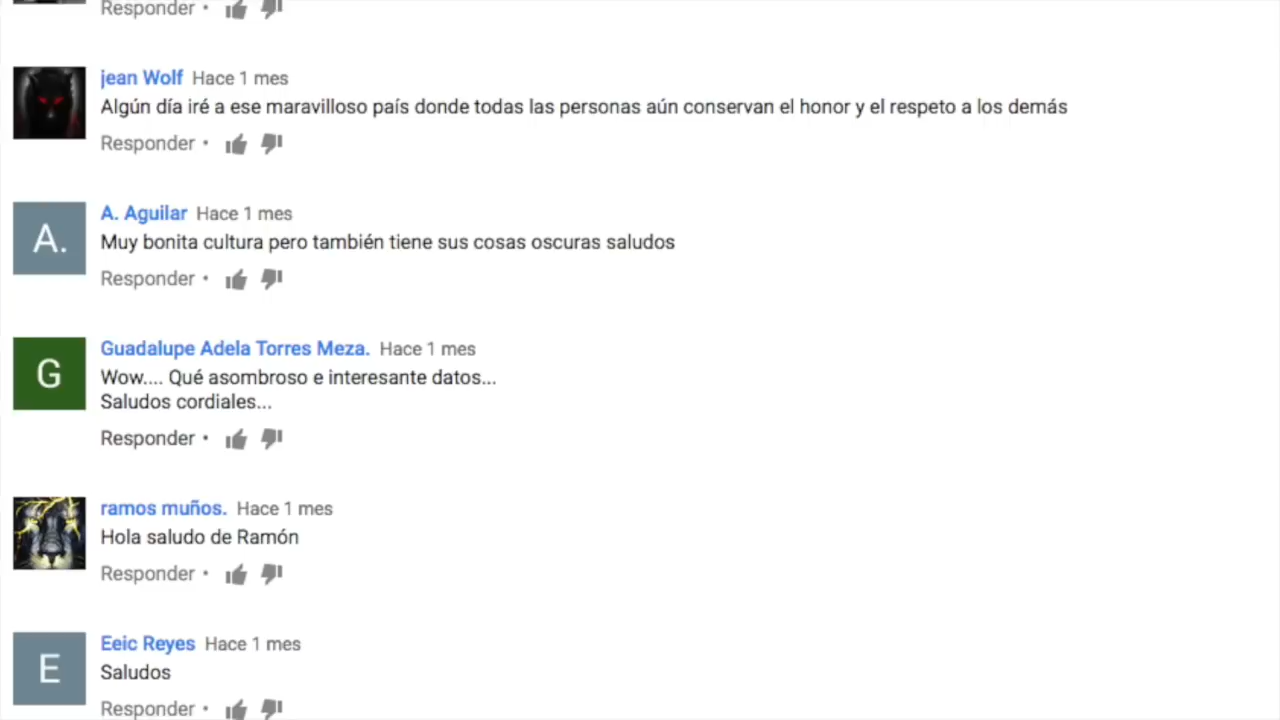 Responder •
jean Wolf Hace 1 mes
Algún día iré a ese maravilloso país donde todas las personas aún conservan el honor y el respeto a los demás
Responder •
A.
A. Aguilar Hace 1 mes
Muy bonita cultura pero también tiene sus cosas oscuras saludos
Responder •
G
Guadalupe Adela Torres Meza. Hace 1 mes
Wow.... Qué asombroso e interesante datos...
Saludos cordiales...
Responder •
ramos muños. Hace 1 mes
Hola saludo de Ramón
Responder •
E
Eeic Reyes Hace 1 mes
Saludos
Responder •